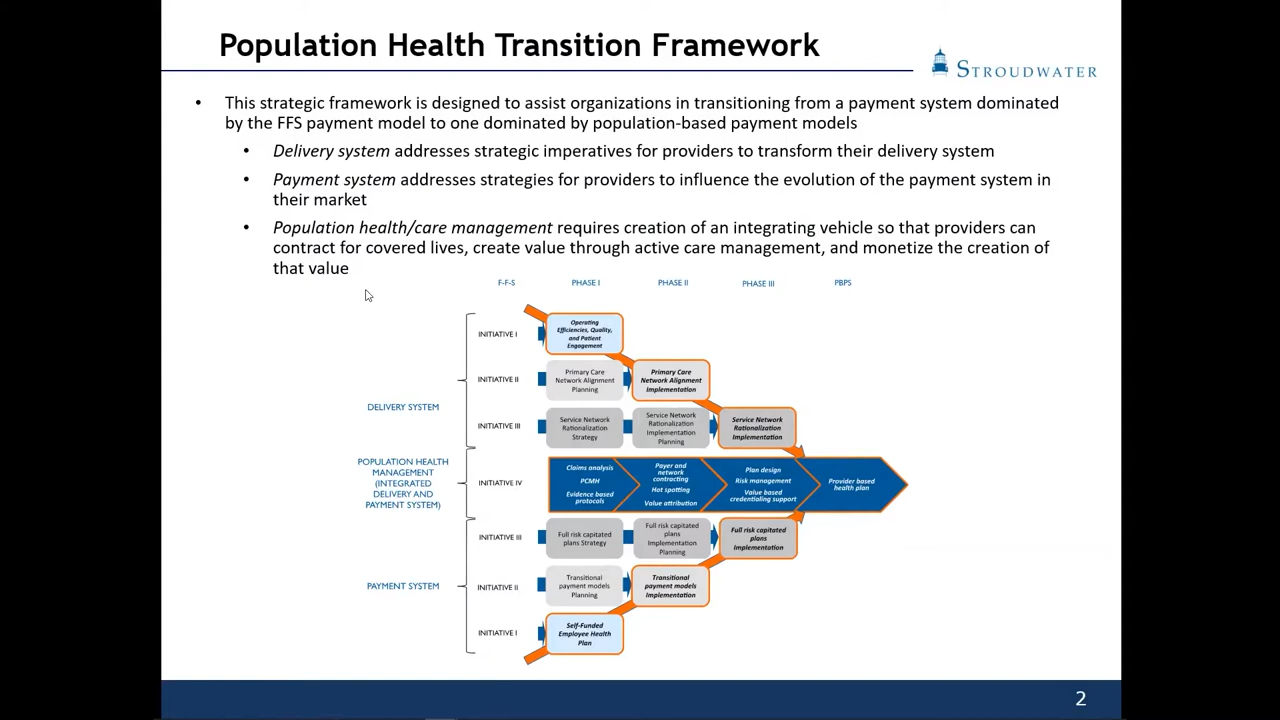 Population Health Transition Framework
STROUDWATER
• This strategic framework is designed to assist organizations in transitioning from a payment system dominated
by the FFS payment model to one dominated by population-based payment models
• Delivery system addresses strategic imperatives for providers to transform their delivery system
• Payment system addresses strategies for providers to influence the evolution of the payment system in
their market
• Population health/care management requires creation of an integrating vehicle so that providers can
contract for covered lives, create value through active care management, and monetize the creation of
that value
F-F-S
PHASE I
PHASE II
PHASE III
PBPS
DELIVERY SYSTEM
INITIATIVE I
Operating
Efficiencies, Quality,
and Patient
Engagement
INITIATIVE II
Primary Care
Network Alignment
Planning
Primary Care
Network Alignment
Implementation
INITIATIVE III
Service Network
Rationalization
Strategy
Service Network
Rationalization
Implementation
Planning
Service Network
Rationalization
Implementation
POPULATION HEALTH
MANAGEMENT
(INTEGRATED
DELIVERY AND
PAYMENT SYSTEM)
INITIATIVE IV
Claims analysis
PCMH
Evidence based
protocols
Payer and
network
contracting
Hot spotting
Value attribution
Plan design
Risk management
Value based
credentialing support
Provider based
health plan
PAYMENT SYSTEM
INITIATIVE III
Full risk capitated
plans Strategy
Full risk capitated
plans
Implementation
Planning
Full risk capitated
plans
Implementation
INITIATIVE II
Transitional
payment models
Planning
Transitional
payment models
Implementation
INITIATIVE I
Self-Funded
Employee Health
Plan
2